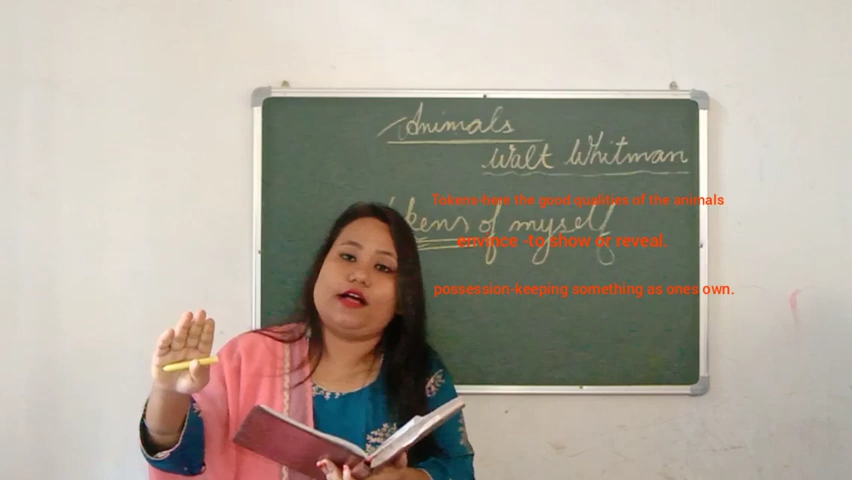 Animals
Walt Whitman
Tokens-here the good qualities of the animals
kens of myself
envince -to show or reveal.
possession-keeping something as ones own.